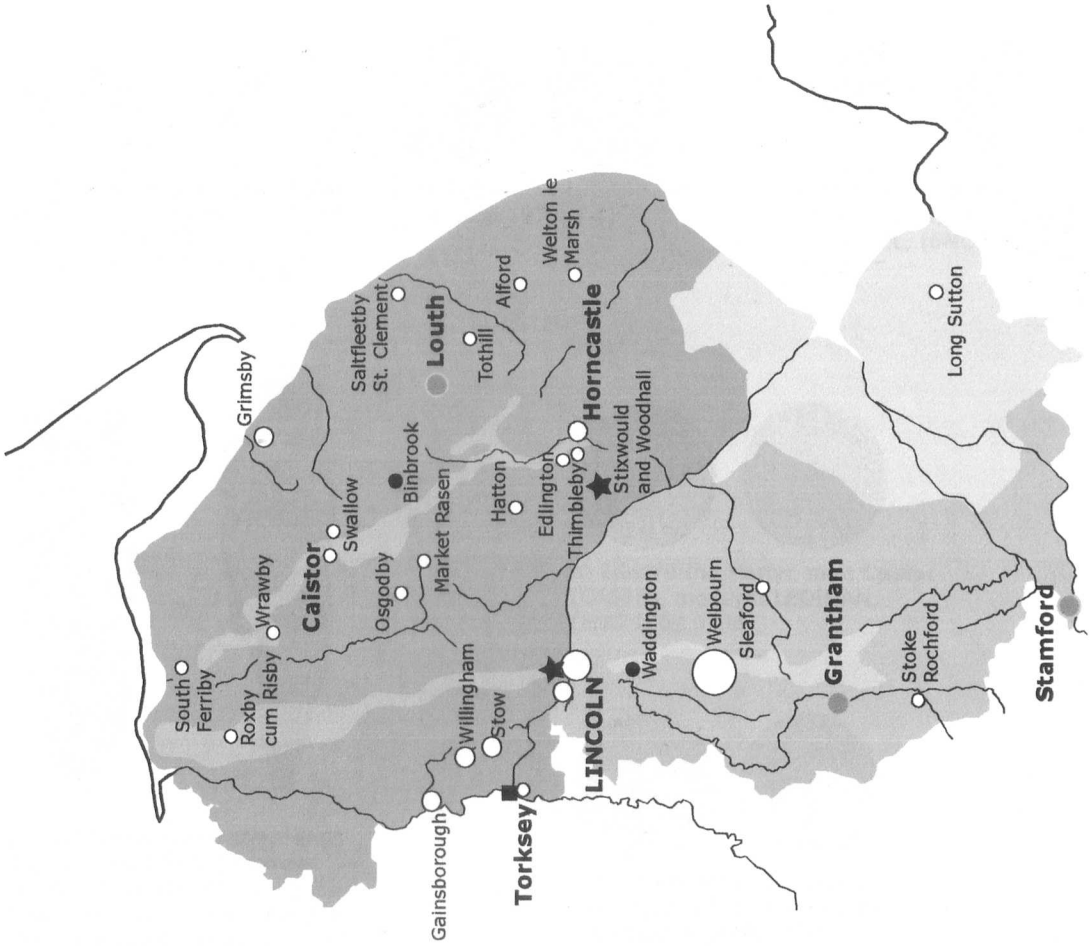 South
Ferriby
Grimsby
Roxby
cum Risby
Wrawby
Caistor
Swallow
Saltfleetby
St. Clement
Osgodby
Binbrook
Louth
Gainsborough
Market Rasen
Willingham
Tothill
Stow
Hatton
Alford
Torksey
Edlington
Welton le
Marsh
Thimbleby
Horncastle
LINCOLN
Stixwould
and Woodhall
Waddington
Welbourn
Sleaford
Grantham
Stoke
Rochford
Long Sutton
Stamford